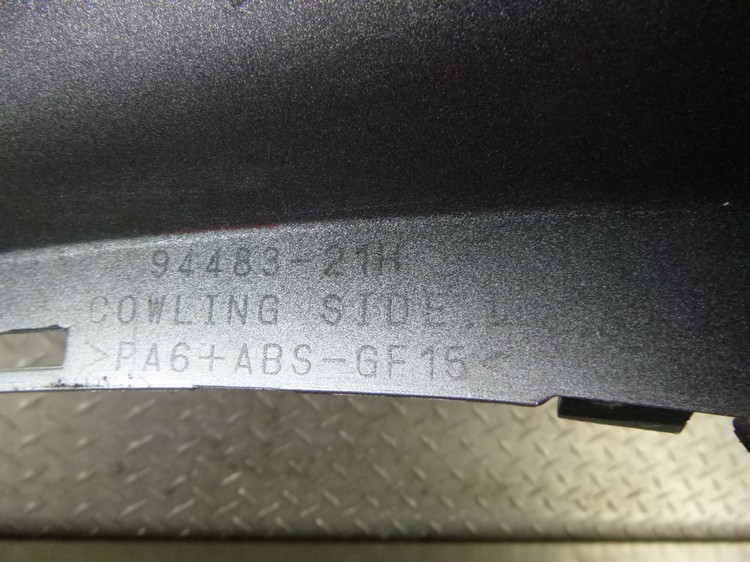 94483-21H
COWLING SIDE L
>PA6+ABS-GF15<